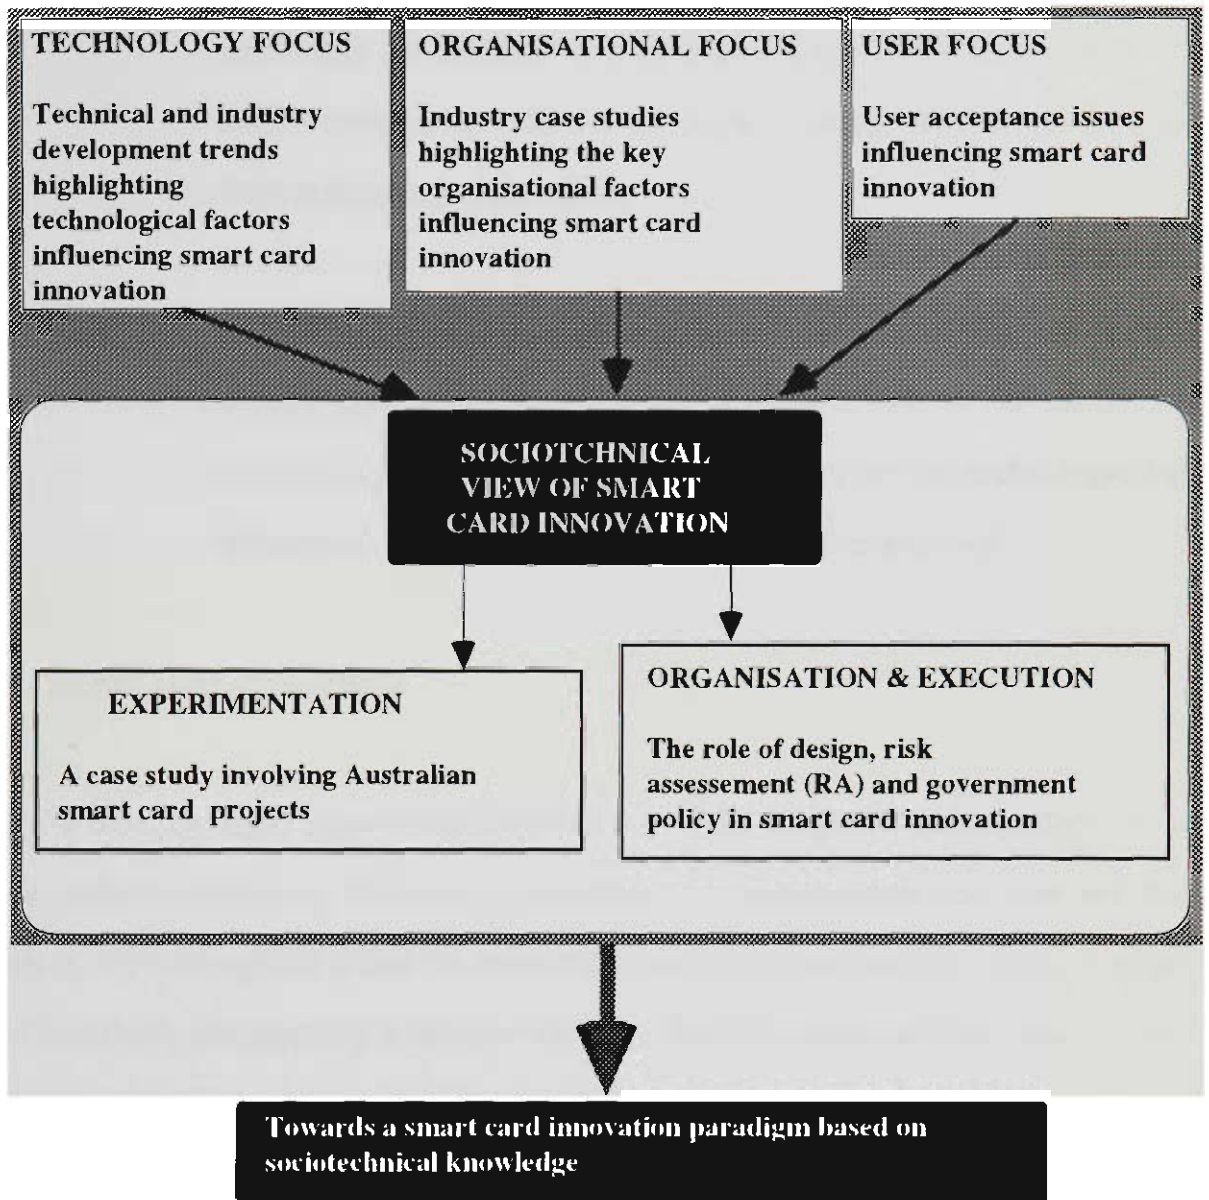 TECHNOLOGY FOCUS
Technical and industry
development trends
highlighting
technological factors
influencing smart card
innovation
ORGANISATIONAL FOCUS
Industry case studies
highlighting the key
organisational factors
influencing smart card
innovation
USER FOCUS
User acceptance issues
influencing smart card
innovation
SOCIOTCHNICAL
VIEW OF SMART
CARD INNOVATION
EXPERIMENTATION
A case study involving Australian
smart card projects
ORGANISATION & EXECUTION
The role of design, risk
assessement (RA) and government
policy in smart card innovation
Towards a smart card innovation paradigm based on
sociotechnical knowledge